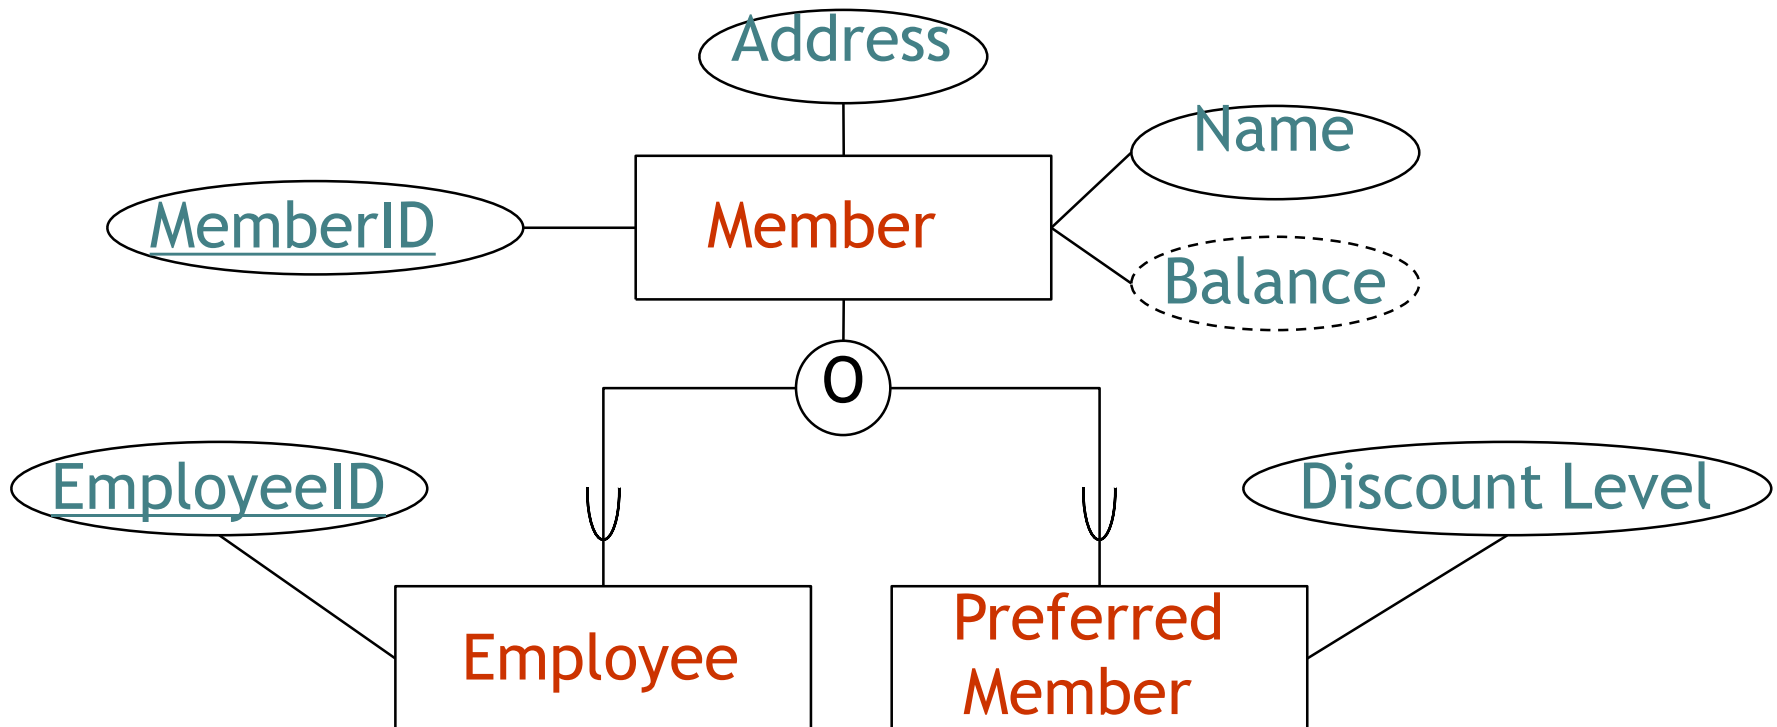 Address
Name
MemberID
Member
Balance
O
EmployeeID
Discount Level
Employee
Preferred
Member